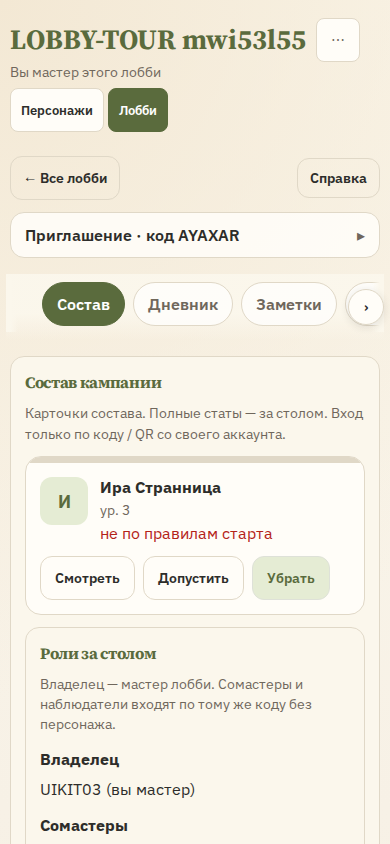 LOBBY-TOUR mwi53l55
...
Вы мастер этого лобби
Персонажи
Лобби
← Все лобби
Справка
Приглашение · код AYAXAR ▸
Состав
Дневник
Заметки
›
Состав кампании
Карточки состава. Полные статы — за столом. Вход
только по коду / QR со своего аккаунта.
И
Ира Странница
ур. 3
не по правилам старта
Смотреть
Допустить
Убрать
Роли за столом
Владелец — мастер лобби. Сомастеры и
наблюдатели входят по тому же коду без
персонажа.
Владелец
UIKIT03 (вы мастер)
Сомастеры